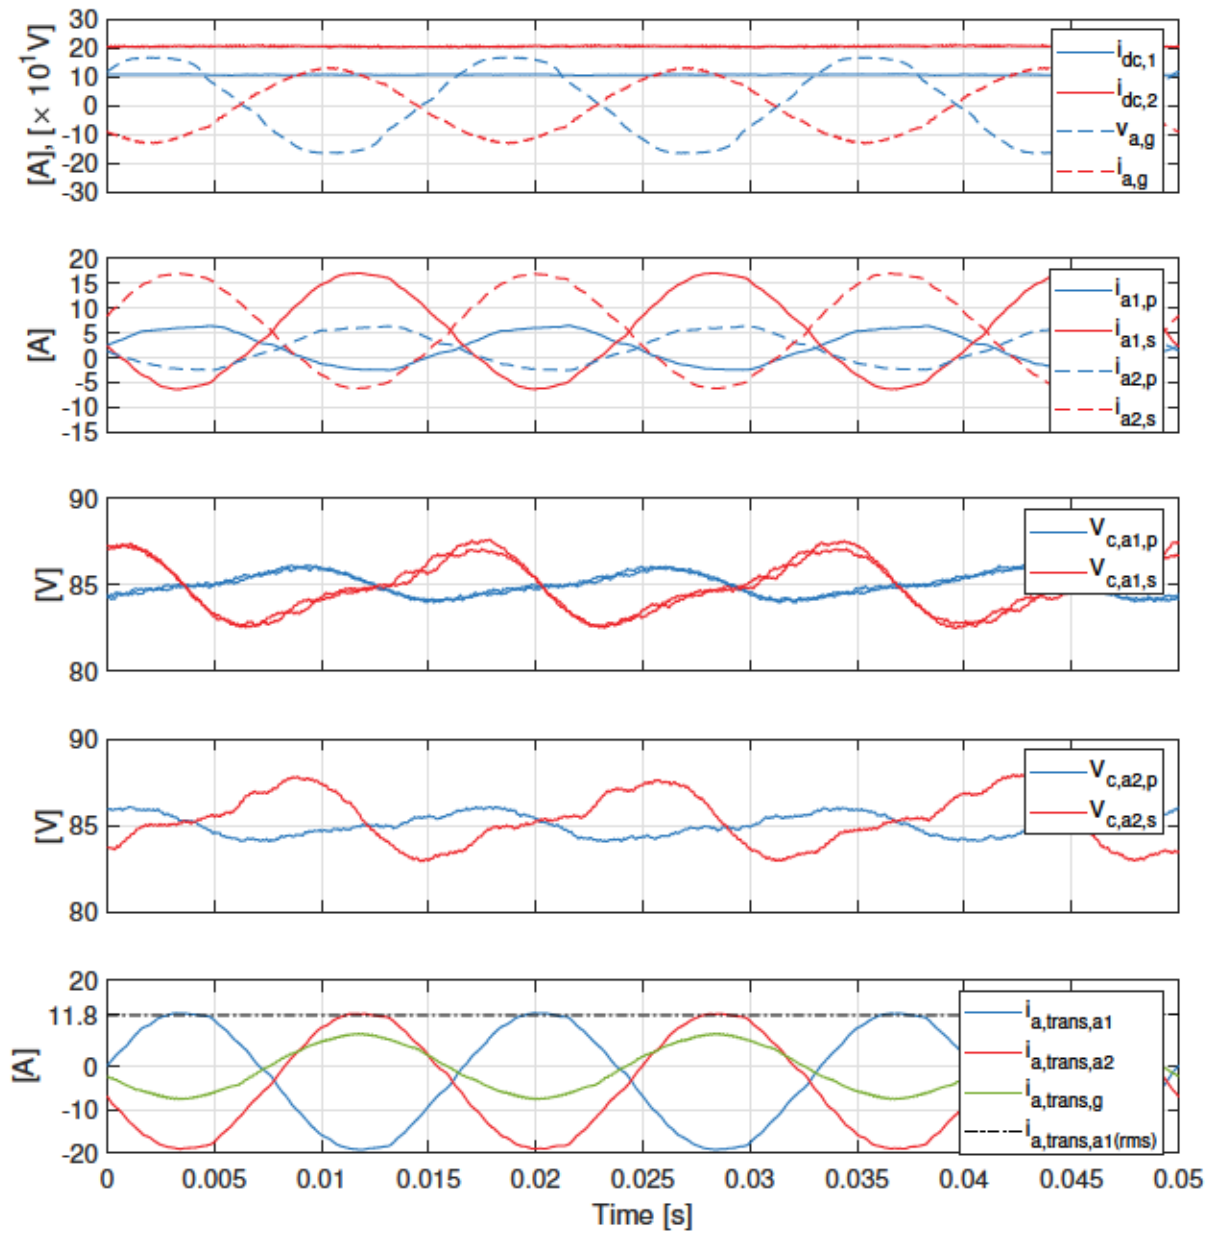 [A], [× 10¹V]
30
20
10
0
-10
-20
-30
i dc,1
i dc,2
v a,g
i a,g
[A]
20
15
10
5
0
-5
-10
-15
i a1,p
i a1,s
i a2,p
i a2,s
[V]
90
85
80
V c,a1,p
V c,a1,s
[V]
90
85
80
V c,a2,p
V c,a2,s
[A]
20
11.8
0
-10
-20
i a,trans,a1
i a,trans,a2
i a,trans,g
i a,trans,a1(rms)
0 0.005 0.01 0.015 0.02 0.025 0.03 0.035 0.04 0.045 0.05
Time [s]